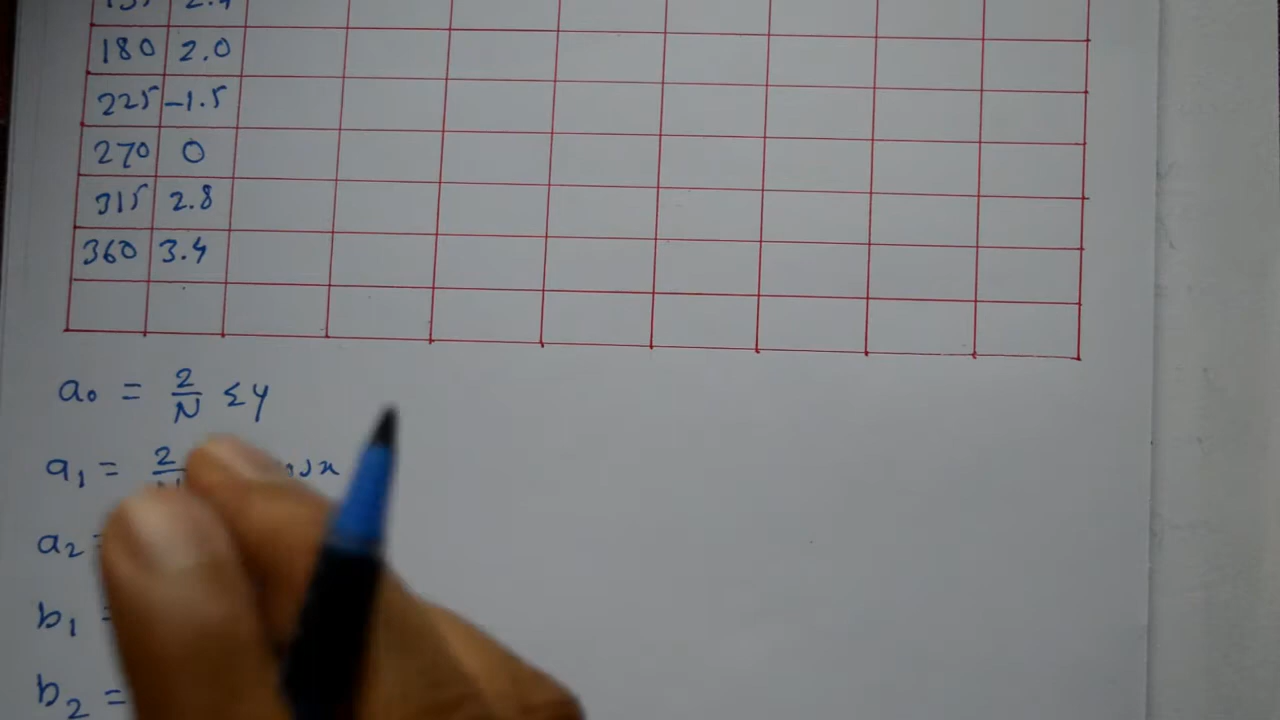 180 2.0
225 -1.5
270 0
315 2.8
360 3.4
a₀ = 2/N Σy
a₁ = 2
a₂ =
b₁ =
b₂ =